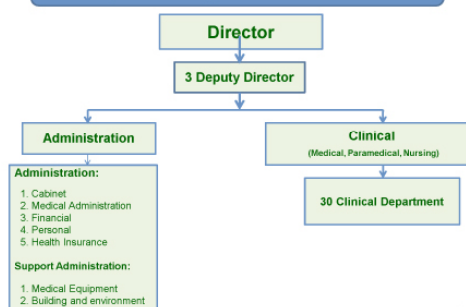 Director
3 Deputy Director
Administration
Clinical
(Medical, Paramedical, Nursing)
Administration:
1. Cabinet
2. Medical Administration
3. Financial
4. Personal
5. Health Insurance
Support Administration:
1. Medical Equipment
2. Building and environment
30 Clinical Department